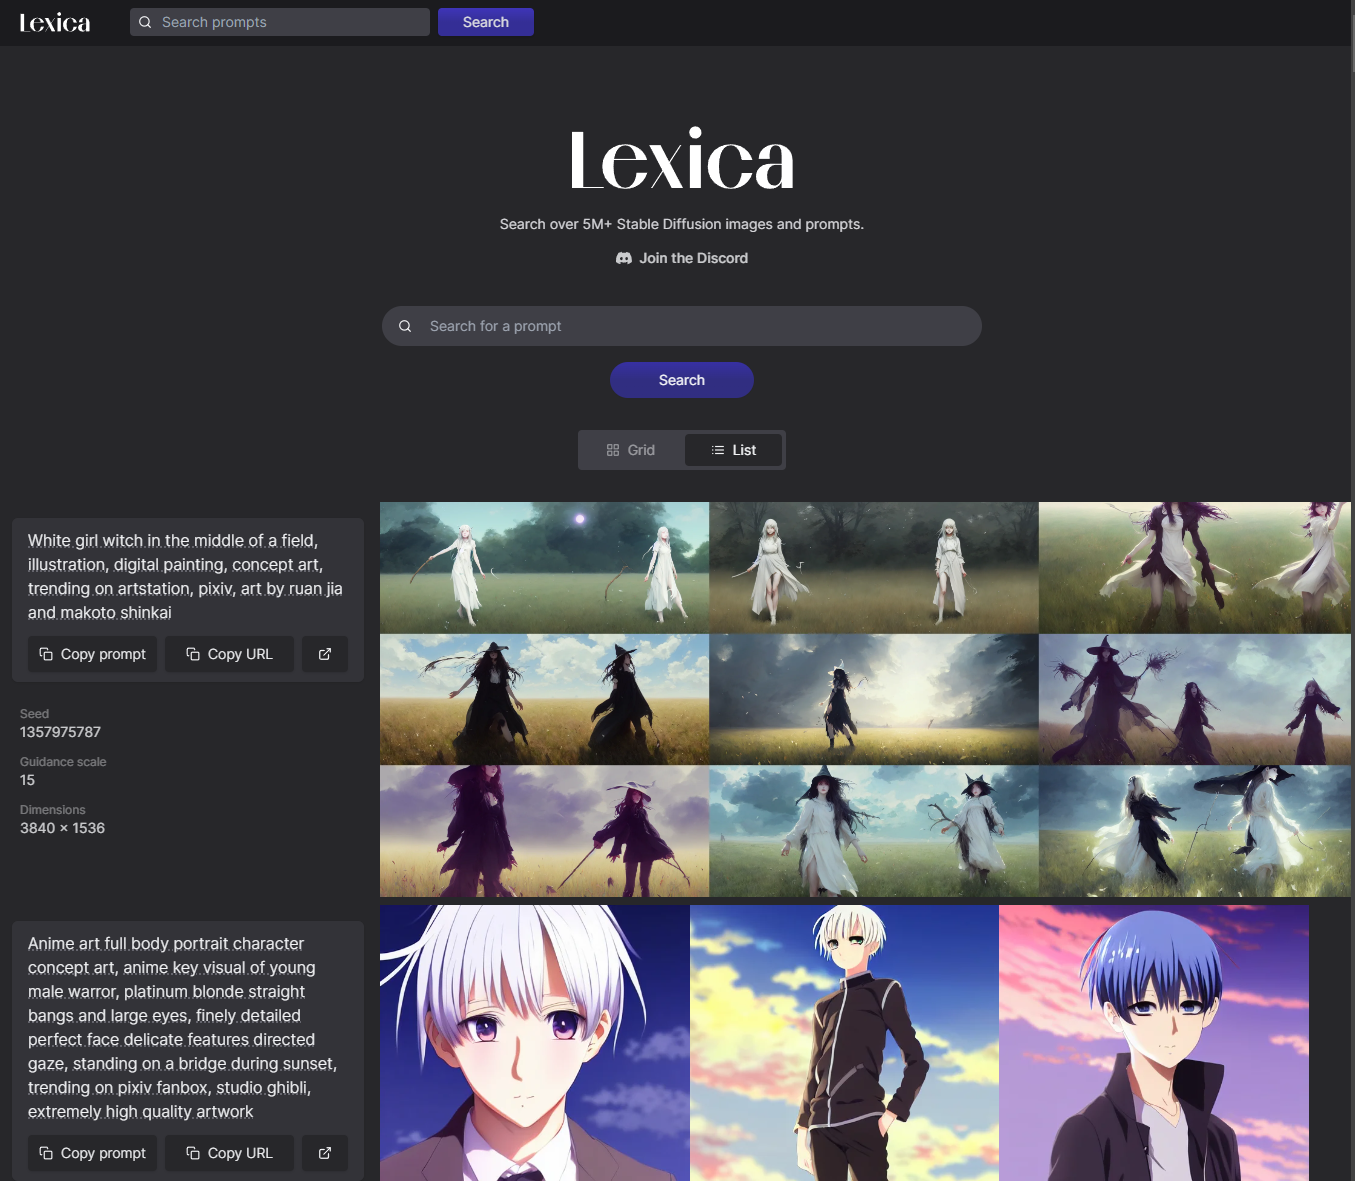 Lexica
Search prompts
Search
Lexica
Search over 5M+ Stable Diffusion images and prompts.
Join the Discord
Search for a prompt
Search
Grid
List
White girl witch in the middle of a field,
illustration, digital painting, concept art,
trending on artstation, pixiv, art by ruan jia
and makoto shinkai
Copy prompt
Copy URL
Seed
1357975787
Guidance scale
15
Dimensions
3840 × 1536
Anime art full body portrait character
concept art, anime key visual of young
male warror, platinum blonde straight
bangs and large eyes, finely detailed
perfect face delicate features directed
gaze, standing on a bridge during sunset,
trending on pixiv fanbox, studio ghibli,
extremely high quality artwork
Copy prompt
Copy URL